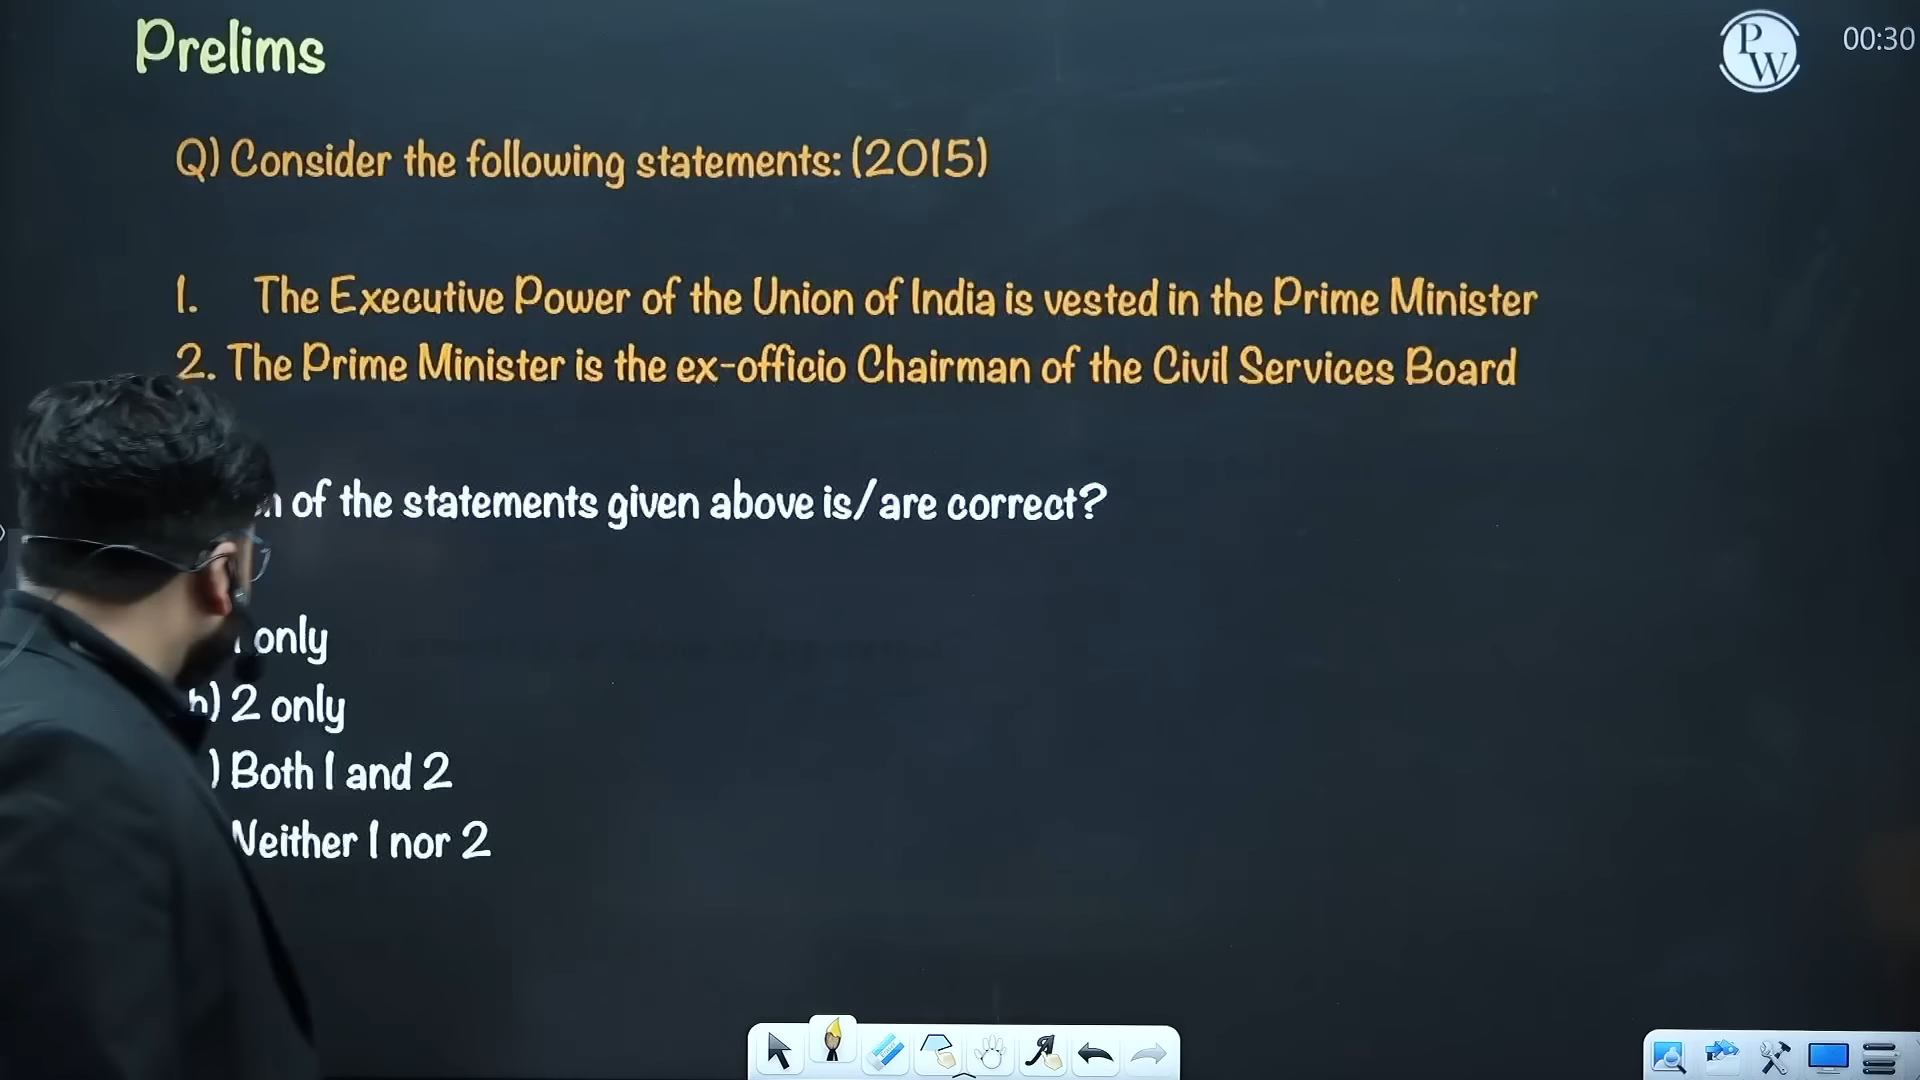 Prelims
P
W
00:30
Q) Consider the following statements: (2015)
1. The Executive Power of the Union of India is vested in the Prime Minister
2. The Prime Minister is the ex-officio Chairman of the Civil Services Board
of the statements given above is/are correct?
only
b) 2 only
) Both 1 and 2
Neither 1 nor 2